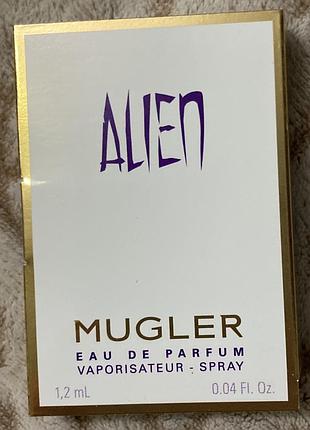 ALIEN
MUGLER
EAU DE PARFUM
VAPORISATEUR - SPRAY
1,2 mL 0.04 Fl. Oz.